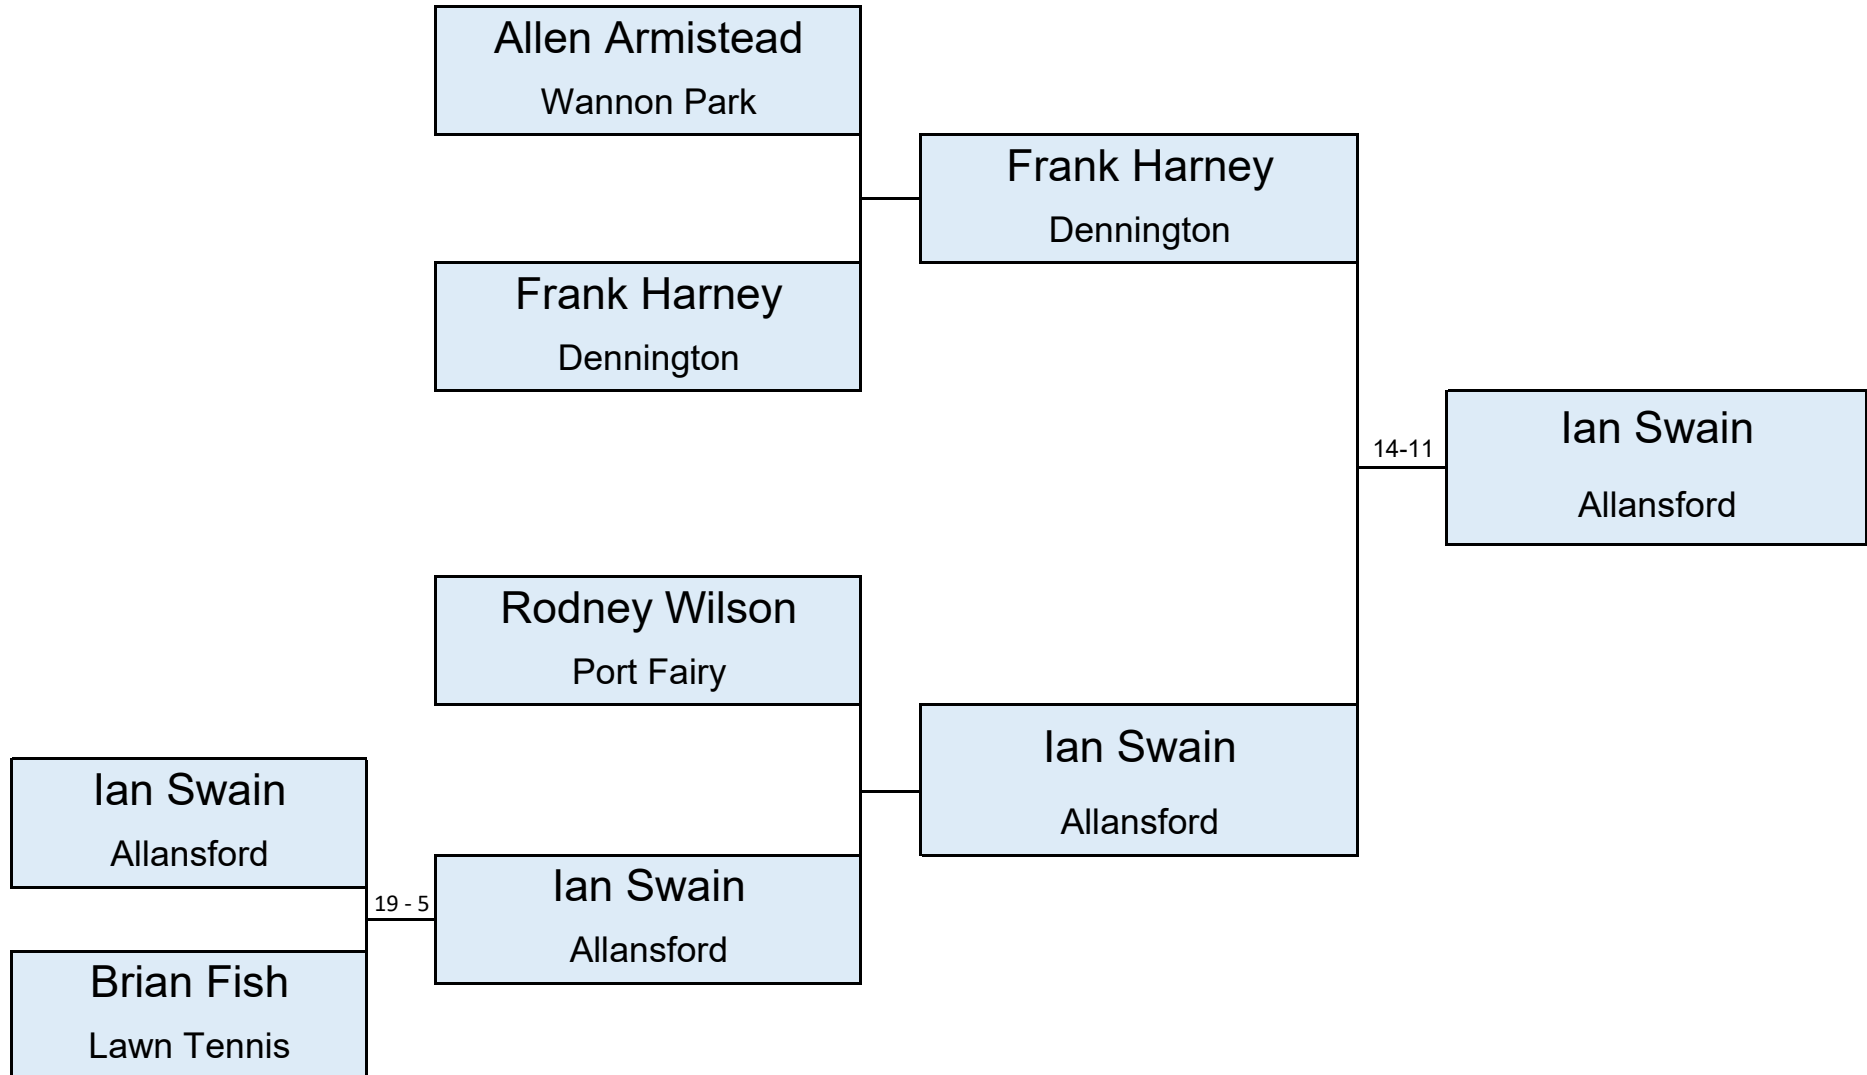 Allen Armistead
Wannon Park
Frank Harney
Dennington
Frank Harney
Dennington
Ian Swain
Allansford
14-11
Rodney Wilson
Port Fairy
Ian Swain
Allansford
Ian Swain
Allansford
19 - 5
Ian Swain
Allansford
Brian Fish
Lawn Tennis